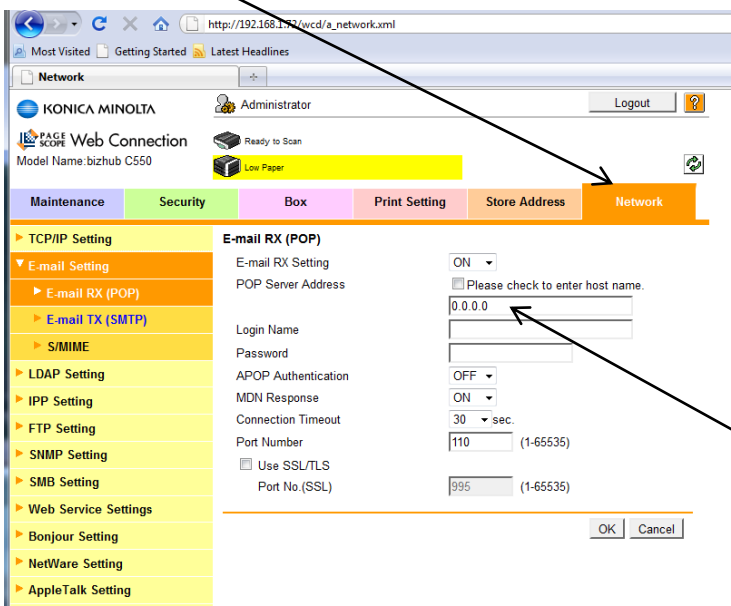 http://192.168.1.72/wcd/a_network.xml
Most Visited Getting Started Latest Headlines
Network
KONICA MINOLTA
Administrator
Logout
?
PAGE SCOPE Web Connection
Ready to Scan
Model Name:bizhub C550
Low Paper
Maintenance Security Box Print Setting Store Address Network
TCP/IP Setting
E-mail Setting
E-mail RX (POP)
E-mail TX (SMTP)
S/MIME
LDAP Setting
IPP Setting
FTP Setting
SNMP Setting
SMB Setting
Web Service Settings
Bonjour Setting
NetWare Setting
AppleTalk Setting
E-mail RX (POP)
E-mail RX Setting ON
POP Server Address Please check to enter host name.
0.0.0.0
Login Name
Password
APOP Authentication OFF
MDN Response ON
Connection Timeout 30 sec.
Port Number 110 (1-65535)
Use SSL/TLS
Port No.(SSL) 995 (1-65535)
OK Cancel